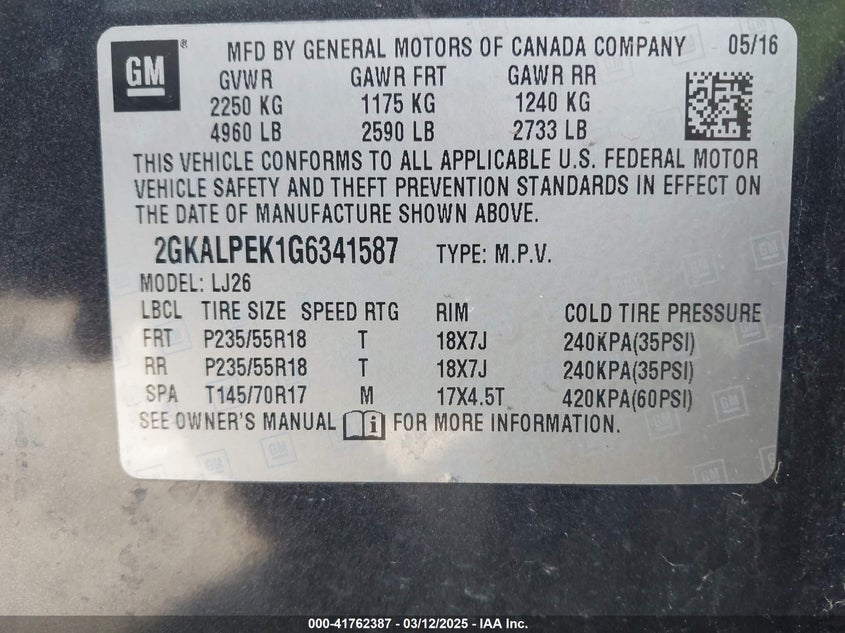 GM ® MFD BY GENERAL MOTORS OF CANADA COMPANY 05/16
GVWR GAWR FRT GAWR RR
2250 KG 1175 KG 1240 KG
4960 LB 2590 LB 2733 LB
THIS VEHICLE CONFORMS TO ALL APPLICABLE U.S. FEDERAL MOTOR
VEHICLE SAFETY AND THEFT PREVENTION STANDARDS IN EFFECT ON
THE DATE OF MANUFACTURE SHOWN ABOVE.
2GKALPEK1G6341587 TYPE: M.P.V.
MODEL: LJ26
LBCL TIRE SIZE SPEED RTG RIM COLD TIRE PRESSURE
FRT P235/55R18 T 18X7J 240KPA(35PSI)
RR P235/55R18 T 18X7J 240KPA(35PSI)
SPA T145/70R17 M 17X4.5T 420KPA(60PSI)
SEE OWNER'S MANUAL i FOR MORE INFORMATION.
000-41762387 - 03/12/2025 - IAA Inc.